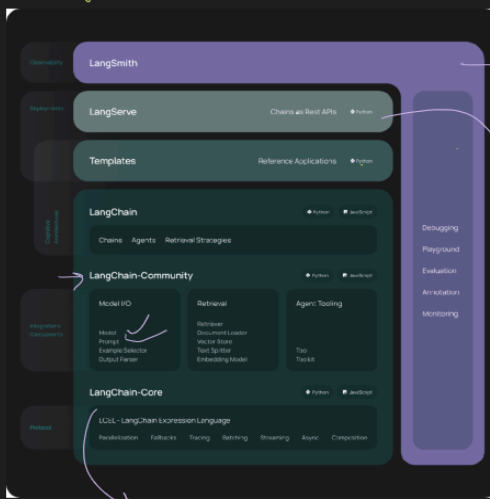 Observability
LangSmith
Deployments
LangServe
Chains as Rest APIs
Python
Templates
Reference Applications
Python
Cognitive
Architectures
LangChain
Python
JavaScript
Chains Agents Retrieval Strategies
LangChain-Community
Python
JavaScript
Integrations
Components
Model I/O
Model
Prompt
Example Selector
Output Parser
Retrieval
Retriever
Document Loader
Vector Store
Text Splitter
Embedding Model
Agent Tooling
Tool
Toolkit
LangChain-Core
Python
JavaScript
Protocol
LCEL - LangChain Expression Language
Parallelization Fallbacks Tracing Batching Streaming Async Composition
Debugging
Playground
Evaluation
Annotation
Monitoring